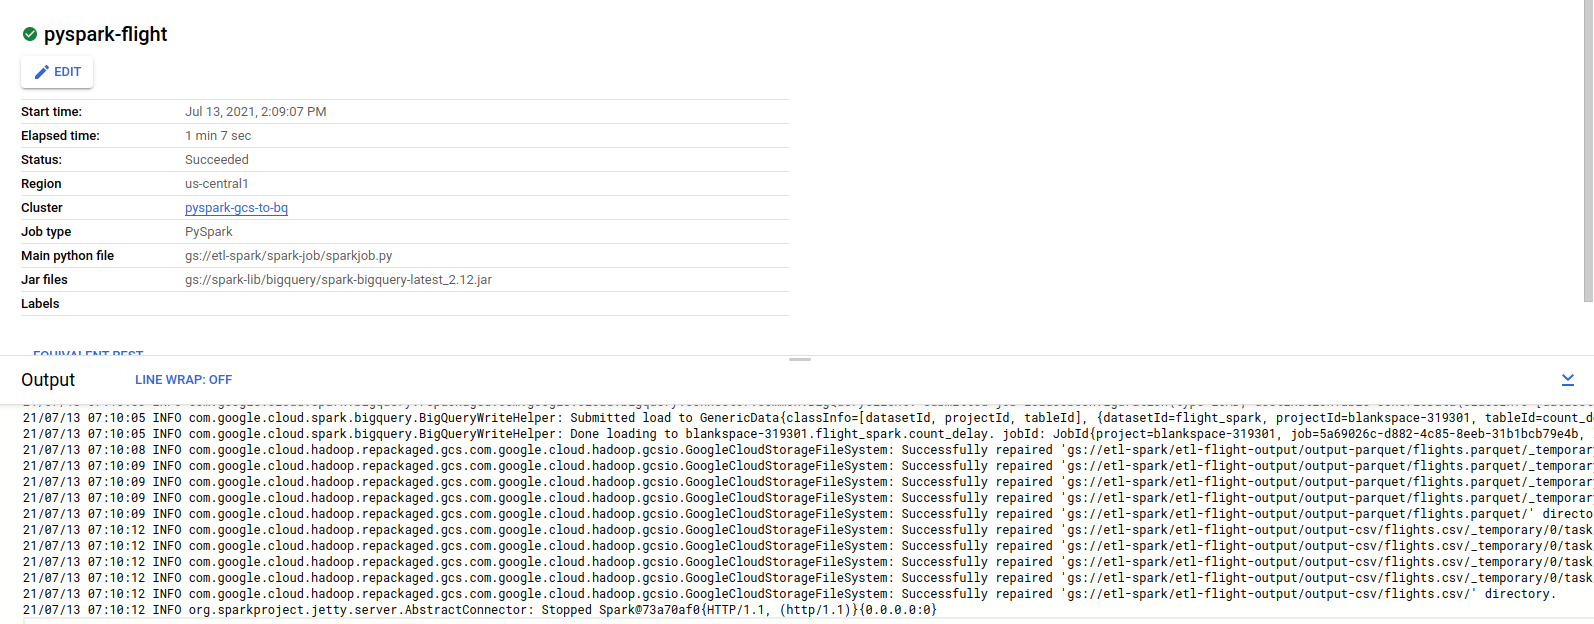 pyspark-flight
EDIT
Start time: Jul 13, 2021, 2:09:07 PM
Elapsed time: 1 min 7 sec
Status: Succeeded
Region us-central1
Cluster pyspark-gcs-to-bq
Job type PySpark
Main python file gs://etl-spark/spark-job/sparkjob.py
Jar files gs://spark-lib/bigquery/spark-bigquery-latest_2.12.jar
Labels
EQUIVALENT REST
Output LINE WRAP: OFF
21/07/13 07:10:05 INFO com.google.cloud.spark.bigquery.BigQueryWriteHelper: Submitted load to GenericData{classInfo=[datasetId, projectId, tableId], {datasetId=flight_spark, projectId=blankspace-319301, tableId=count_de
21/07/13 07:10:05 INFO com.google.cloud.spark.bigquery.BigQueryWriteHelper: Done loading to blankspace-319301.flight_spark.count_delay. jobId: JobId{project=blankspace-319301, job=5a69026c-d882-4c85-8eeb-31b1bcb79e4b,
21/07/13 07:10:08 INFO com.google.cloud.hadoop.repackaged.gcs.com.google.cloud.hadoop.gcsio.GoogleCloudStorageFileSystem: Successfully repaired 'gs://etl-spark/etl-flight-output/output-parquet/flights.parquet/_temporary
21/07/13 07:10:09 INFO com.google.cloud.hadoop.repackaged.gcs.com.google.cloud.hadoop.gcsio.GoogleCloudStorageFileSystem: Successfully repaired 'gs://etl-spark/etl-flight-output/output-parquet/flights.parquet/_temporary
21/07/13 07:10:09 INFO com.google.cloud.hadoop.repackaged.gcs.com.google.cloud.hadoop.gcsio.GoogleCloudStorageFileSystem: Successfully repaired 'gs://etl-spark/etl-flight-output/output-parquet/flights.parquet/_temporary
21/07/13 07:10:09 INFO com.google.cloud.hadoop.repackaged.gcs.com.google.cloud.hadoop.gcsio.GoogleCloudStorageFileSystem: Successfully repaired 'gs://etl-spark/etl-flight-output/output-parquet/flights.parquet/_temporary
21/07/13 07:10:09 INFO com.google.cloud.hadoop.repackaged.gcs.com.google.cloud.hadoop.gcsio.GoogleCloudStorageFileSystem: Successfully repaired 'gs://etl-spark/etl-flight-output/output-parquet/flights.parquet/' directo
21/07/13 07:10:12 INFO com.google.cloud.hadoop.repackaged.gcs.com.google.cloud.hadoop.gcsio.GoogleCloudStorageFileSystem: Successfully repaired 'gs://etl-spark/etl-flight-output/output-csv/flights.csv/_temporary/0/task
21/07/13 07:10:12 INFO com.google.cloud.hadoop.repackaged.gcs.com.google.cloud.hadoop.gcsio.GoogleCloudStorageFileSystem: Successfully repaired 'gs://etl-spark/etl-flight-output/output-csv/flights.csv/_temporary/0/task
21/07/13 07:10:12 INFO com.google.cloud.hadoop.repackaged.gcs.com.google.cloud.hadoop.gcsio.GoogleCloudStorageFileSystem: Successfully repaired 'gs://etl-spark/etl-flight-output/output-csv/flights.csv/_temporary/0/task
21/07/13 07:10:12 INFO com.google.cloud.hadoop.repackaged.gcs.com.google.cloud.hadoop.gcsio.GoogleCloudStorageFileSystem: Successfully repaired 'gs://etl-spark/etl-flight-output/output-csv/flights.csv/_temporary/0/task
21/07/13 07:10:12 INFO com.google.cloud.hadoop.repackaged.gcs.com.google.cloud.hadoop.gcsio.GoogleCloudStorageFileSystem: Successfully repaired 'gs://etl-spark/etl-flight-output/output-csv/flights.csv/' directory.
21/07/13 07:10:12 INFO org.sparkproject.jetty.server.AbstractConnector: Stopped Spark@73a70af0{HTTP/1.1, (http/1.1)}{0.0.0.0:0}